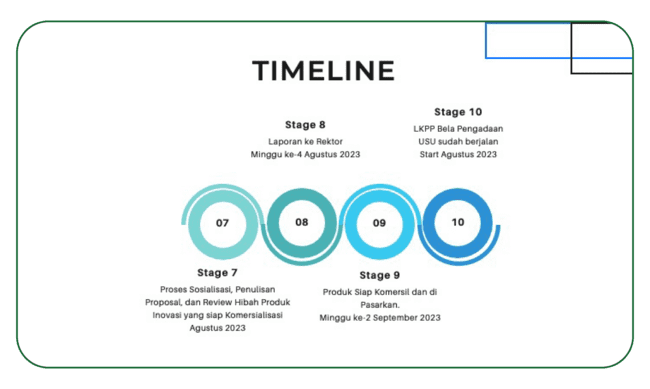 TIMELINE
Stage 8
Laporan ke Rektor
Minggu ke-4 Agustus 2023
Stage 10
LKPP Bela Pengadaan
USU sudah berjalan
Start Agustus 2023
07
08
09
10
Stage 7
Proses Sosialisasi, Penulisan
Proposal, dan Review Hibah Produk
Inovasi yang siap Komersialisasi
Agustus 2023
Stage 9
Produk Siap Komersil dan di
Pasarkan.
Minggu ke-2 September 2023